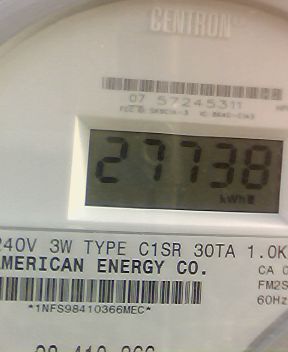 CENTRON
07 57245311
27738
kWh
240V 3W TYPE C1SR 30TA 1.0K
AMERICAN ENERGY CO.
CA 0
FM2S
60Hz
*1NFS98410366MEC*